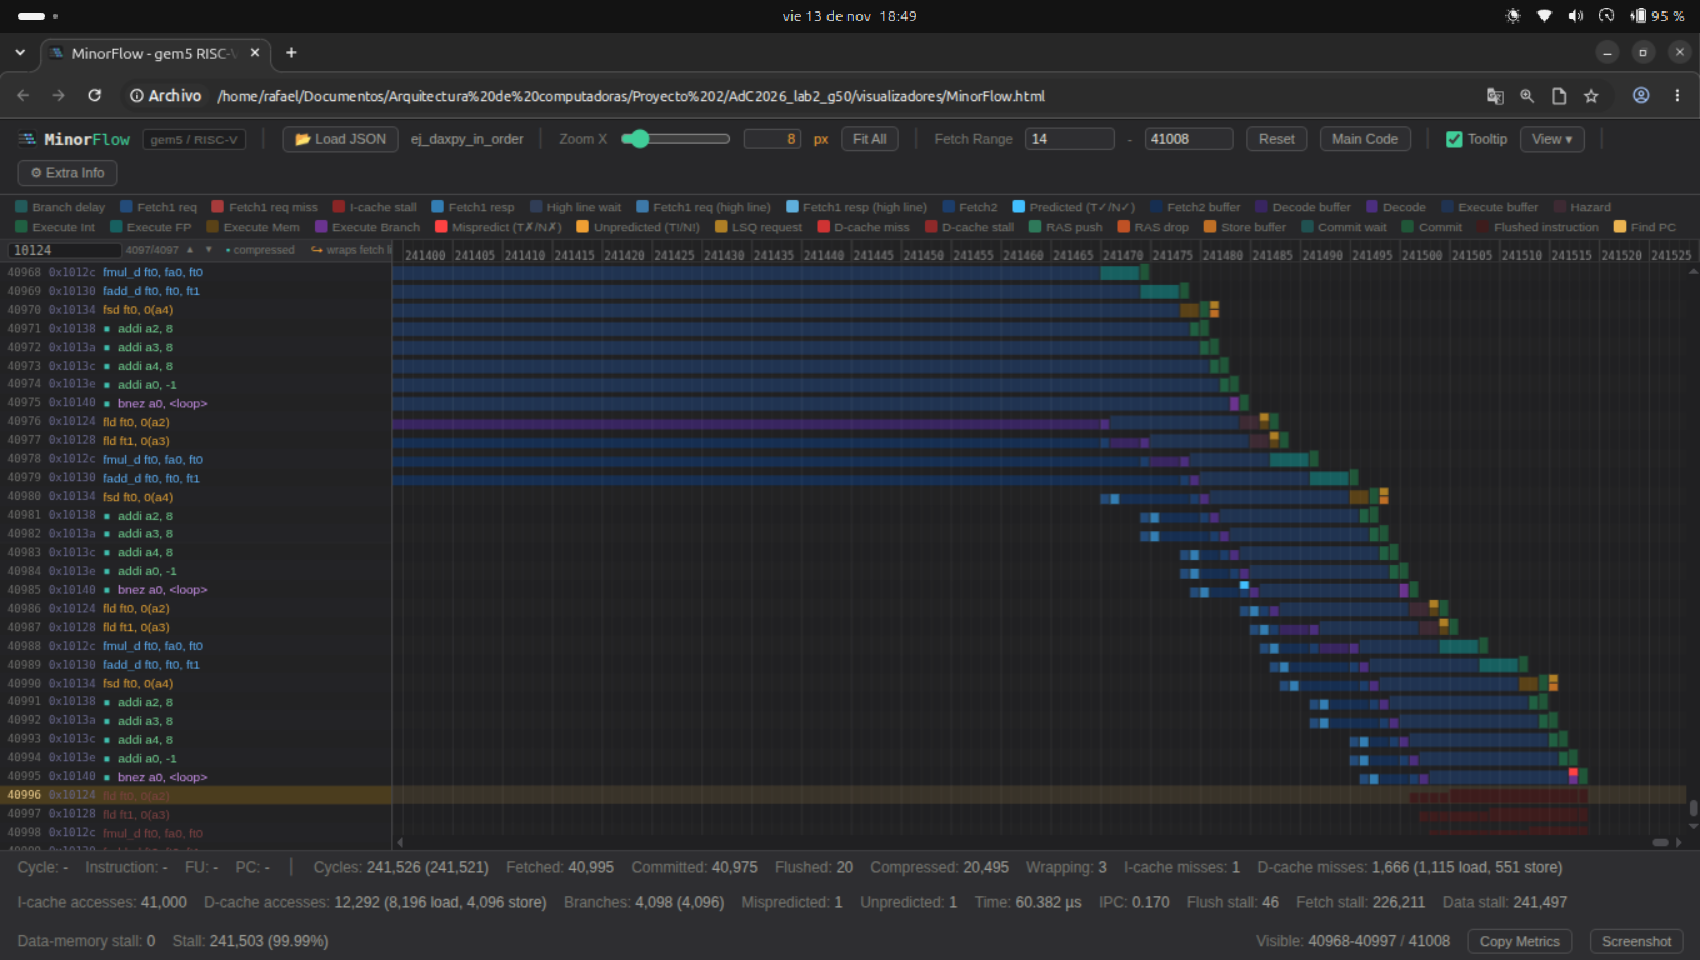 vie 13 de nov 18:49
95 %
MinorFlow - gem5 RISC-V
Archivo /home/rafael/Documentos/Arquitectura%20de%20computadoras/Proyecto%202/AdC2026_lab2_g50/visualizadores/MinorFlow.html
MinorFlow gem5 / RISC-V Load JSON ej_daxpy_in_order Zoom X 8 px Fit All Fetch Range 14 - 41008 Reset Main Code Tooltip View ▾
Extra Info
Branch delay Fetch1 req Fetch1 req miss I-cache stall Fetch1 resp High line wait Fetch1 req (high line) Fetch1 resp (high line) Fetch2 Predicted (T✓/N✓) Fetch2 buffer Decode buffer Decode Execute buffer Hazard
Execute Int Execute FP Execute Mem Execute Branch Mispredict (T✗/N✗) Unpredicted (T!/N!) LSQ request D-cache miss D-cache stall RAS push RAS drop Store buffer Commit wait Commit Flushed instruction Find PC
10124 4097/4097 ▲ ▼ • compressed ↪ wraps fetch li 241400 241405 241410 241415 241420 241425 241430 241435 241440 241445 241450 241455 241460 241465 241470 241475 241480 241485 241490 241495 241500 241505 241510 241515 241520 241525
40968 0x1012c fmul_d ft0, fa0, ft0
40969 0x10130 fadd_d ft0, ft0, ft1
40970 0x10134 fsd ft0, 0(a4)
40971 0x10138 ▪ addi a2, 8
40972 0x1013a ▪ addi a3, 8
40973 0x1013c ▪ addi a4, 8
40974 0x1013e ▪ addi a0, -1
40975 0x10140 ▪ bnez a0, <loop>
40976 0x10124 fld ft0, 0(a2)
40977 0x10128 fld ft1, 0(a3)
40978 0x1012c fmul_d ft0, fa0, ft0
40979 0x10130 fadd_d ft0, ft0, ft1
40980 0x10134 fsd ft0, 0(a4)
40981 0x10138 ▪ addi a2, 8
40982 0x1013a ▪ addi a3, 8
40983 0x1013c ▪ addi a4, 8
40984 0x1013e ▪ addi a0, -1
40985 0x10140 ▪ bnez a0, <loop>
40986 0x10124 fld ft0, 0(a2)
40987 0x10128 fld ft1, 0(a3)
40988 0x1012c fmul_d ft0, fa0, ft0
40989 0x10130 fadd_d ft0, ft0, ft1
40990 0x10134 fsd ft0, 0(a4)
40991 0x10138 ▪ addi a2, 8
40992 0x1013a ▪ addi a3, 8
40993 0x1013c ▪ addi a4, 8
40994 0x1013e ▪ addi a0, -1
40995 0x10140 ▪ bnez a0, <loop>
40996 0x10124 fld ft0, 0(a2)
40997 0x10128 fld ft1, 0(a3)
40998 0x1012c fmul_d ft0, fa0, ft0
Cycle: - Instruction: - FU: - PC: - | Cycles: 241,526 (241,521) Fetched: 40,995 Committed: 40,975 Flushed: 20 Compressed: 20,495 Wrapping: 3 I-cache misses: 1 D-cache misses: 1,666 (1,115 load, 551 store)
I-cache accesses: 41,000 D-cache accesses: 12,292 (8,196 load, 4,096 store) Branches: 4,098 (4,096) Mispredicted: 1 Unpredicted: 1 Time: 60.382 µs IPC: 0.170 Flush stall: 46 Fetch stall: 226,211 Data stall: 241,497
Data-memory stall: 0 Stall: 241,503 (99.99%) Visible: 40968-40997 / 41008 Copy Metrics Screenshot